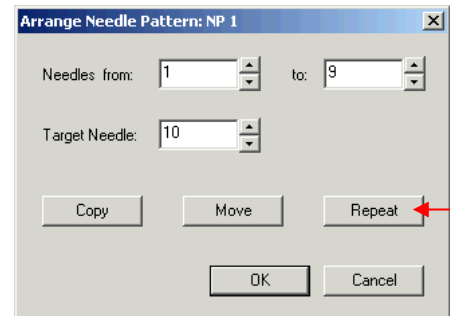 Arrange Needle Pattern: NP 1
Needles from: 1 to: 9
Target Needle: 10
Copy Move Repeat
OK Cancel